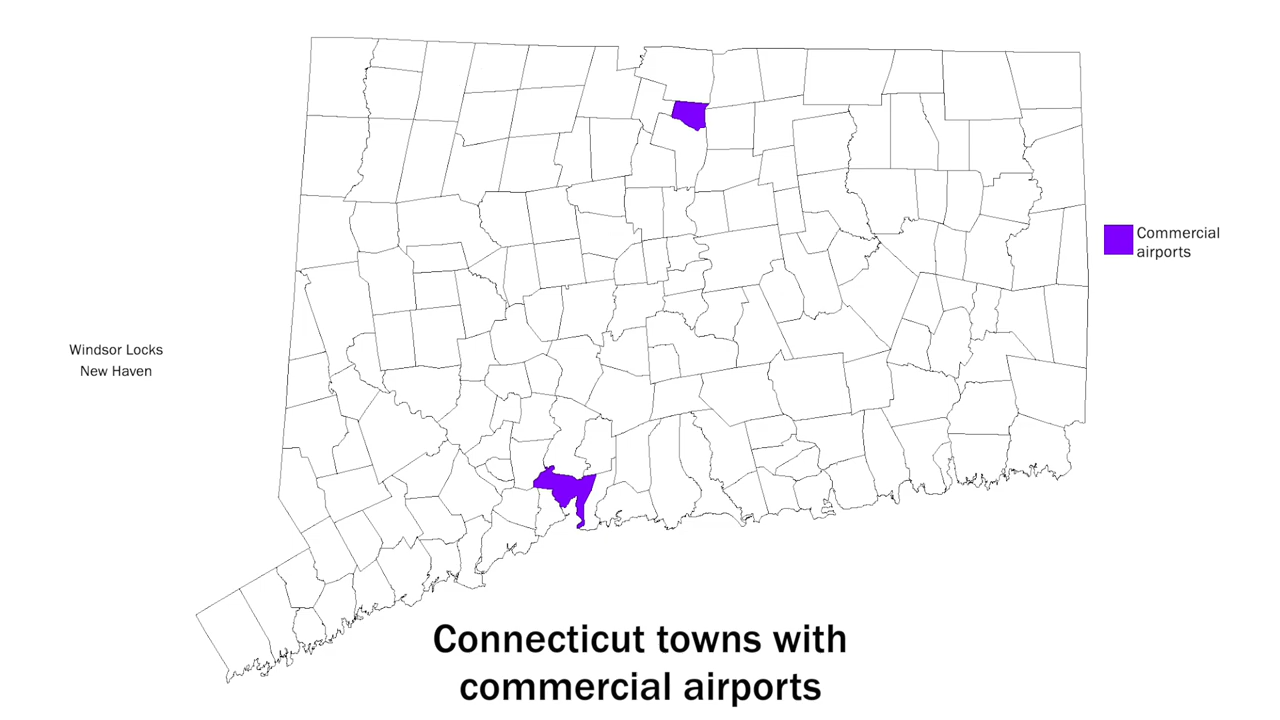 Commercial
airports
Windsor Locks
New Haven
Connecticut towns with
commercial airports